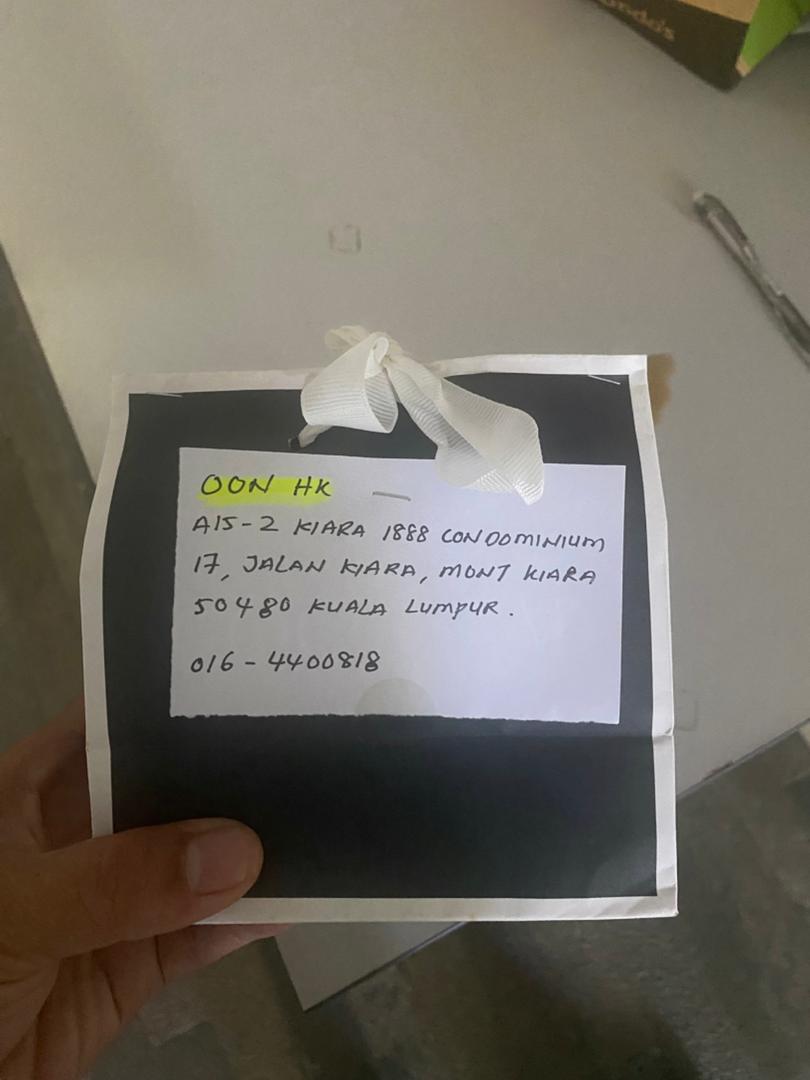 OON HK
A15-2 KIARA 1888 CONDOMINIUM
17, JALAN KIARA, MONT KIARA
50480 KUALA LUMPUR.
016-4400818